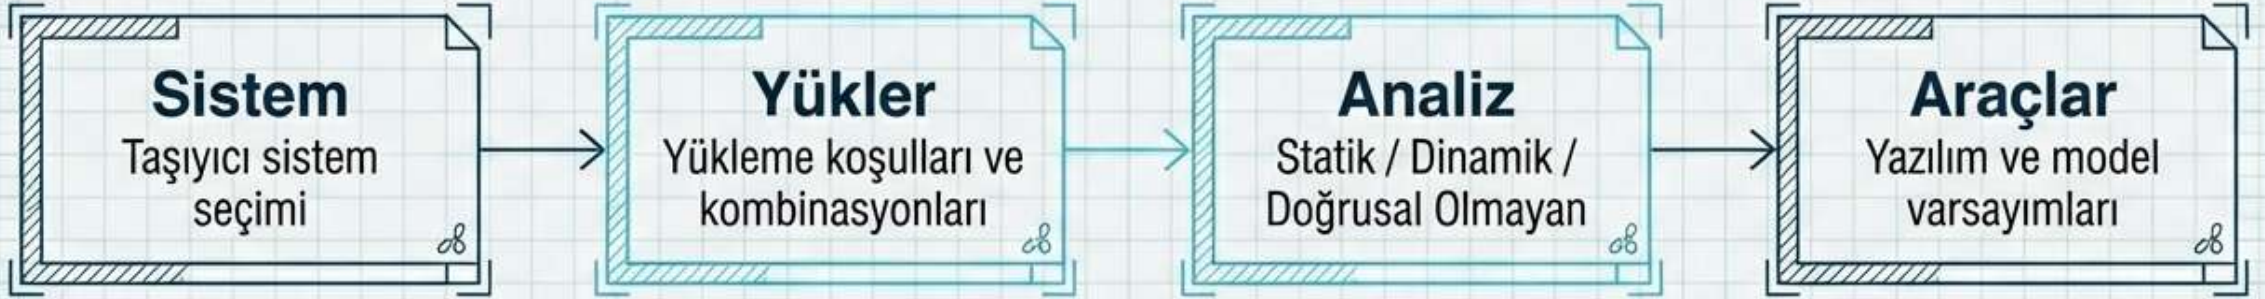 Sistem
Taşıyıcı sistem
seçimi
Yükler
Yükleme koşulları ve
kombinasyonları
Analiz
Statik / Dinamik /
Doğrusal Olmayan
Araçlar
Yazılım ve model
varsayımları